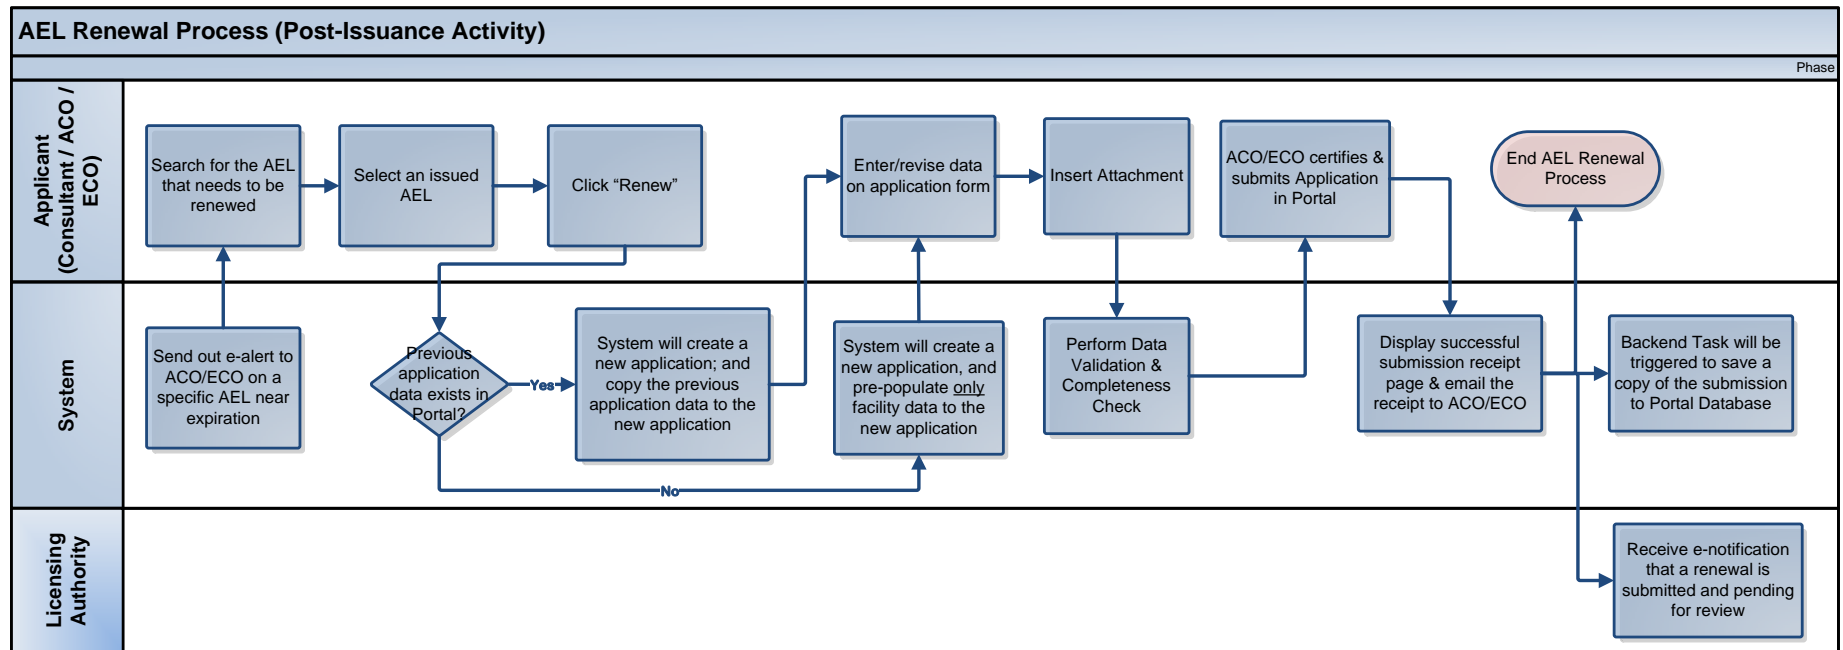 AEL Renewal Process (Post-Issuance Activity)
Phase
Applicant
(Consultant / ACO /
ECO)
Search for the AEL
that needs to be
renewed
Select an issued
AEL
Click “Renew”
Enter/revise data
on application form
Insert Attachment
ACO/ECO certifies &
submits Application
in Portal
End AEL Renewal
Process
System
Send out e-alert to
ACO/ECO on a
specific AEL near
expiration
Previous
application
data exists in
Portal?
Yes
No
System will create a
new application; and
copy the previous
application data to the
new application
System will create a
new application, and
pre-populate only
facility data to the
new application
Perform Data
Validation &
Completeness
Check
Display successful
submission receipt
page & email the
receipt to ACO/ECO
Backend Task will be
triggered to save a
copy of the submission
to Portal Database
Licensing
Authority
Receive e-notification
that a renewal is
submitted and pending
for review